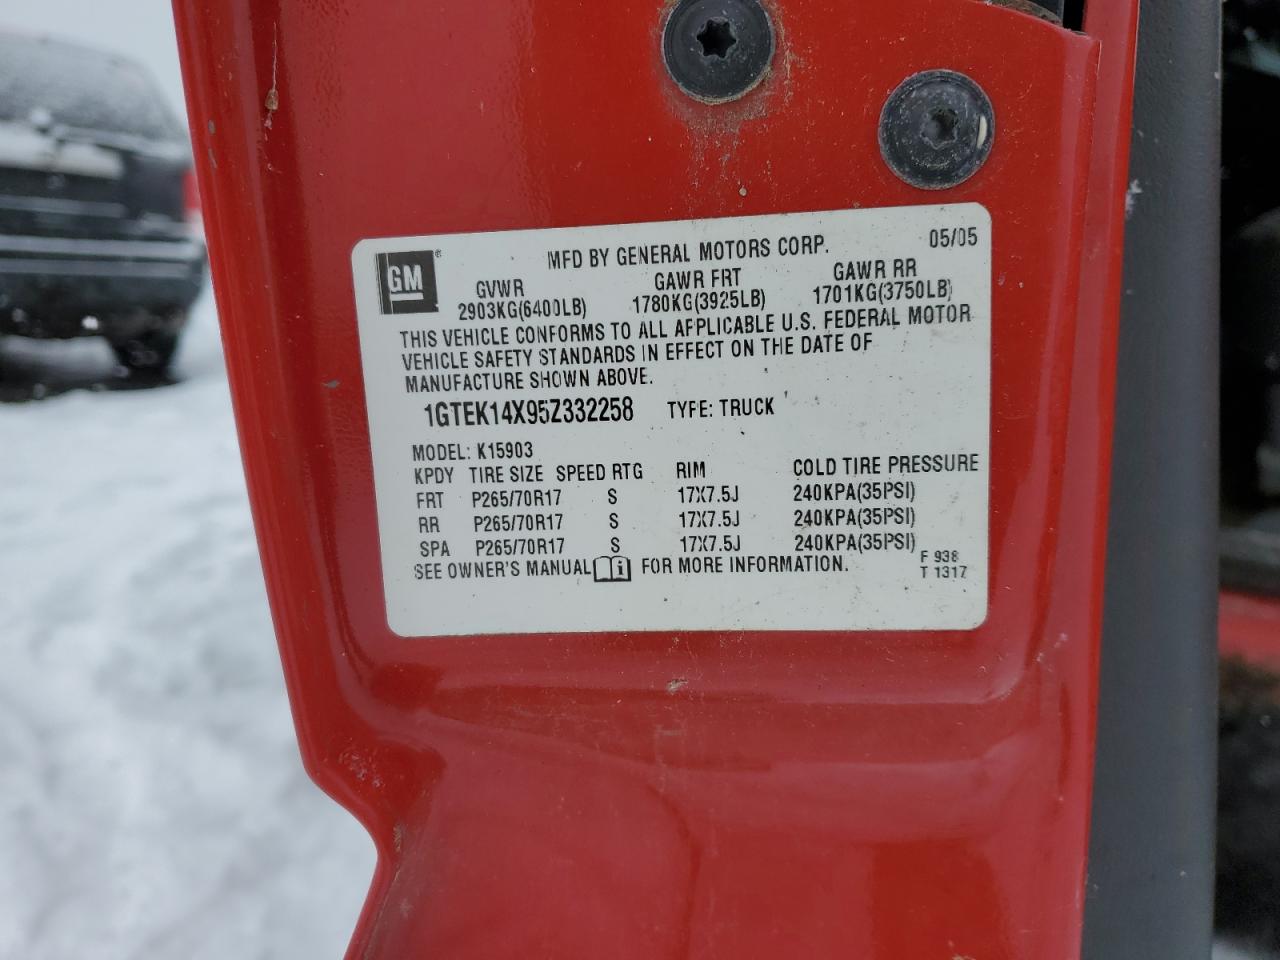 MFD BY GENERAL MOTORS CORP. 05/05
GM®
GVWR GAWR FRT GAWR RR
2903KG(6400LB) 1780KG(3925LB) 1701KG(3750LB)
THIS VEHICLE CONFORMS TO ALL APPLICABLE U.S. FEDERAL MOTOR
VEHICLE SAFETY STANDARDS IN EFFECT ON THE DATE OF
MANUFACTURE SHOWN ABOVE.
1GTEK14X95Z332258 TYPE: TRUCK
MODEL: K15903
KPDY TIRE SIZE SPEED RTG RIM COLD TIRE PRESSURE
FRT P265/70R17 S 17X7.5J 240KPA(35PSI)
RR P265/70R17 S 17X7.5J 240KPA(35PSI)
SPA P265/70R17 S 17X7.5J 240KPA(35PSI)
SEE OWNER'S MANUAL i FOR MORE INFORMATION.
F 938
T 1317